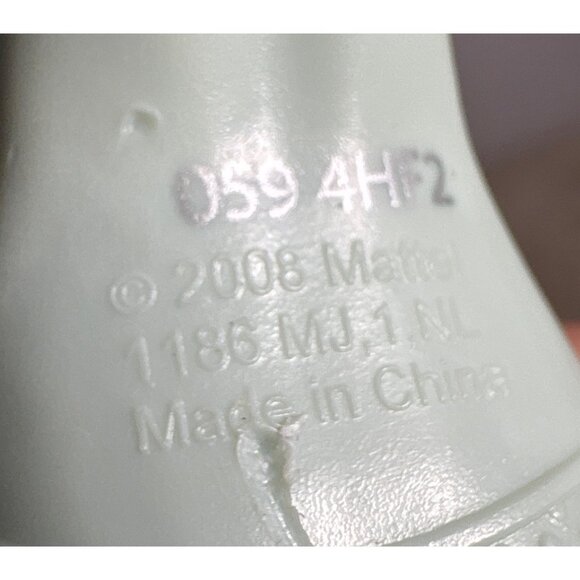 059 4HF2
© 2008 Mattel
1186 MJ,1 NL
Made in China